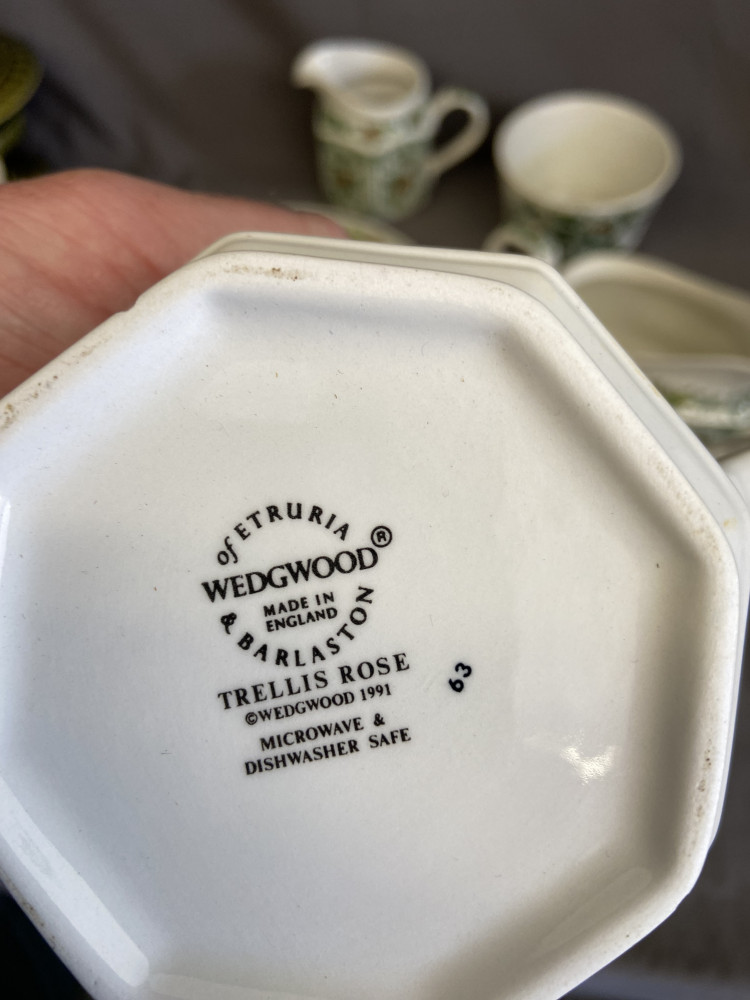 of ETRURIA
WEDGWOOD®
MADE IN
ENGLAND
& BARLASTON
TRELLIS ROSE
©WEDGWOOD 1991
MICROWAVE &
DISHWASHER SAFE
63